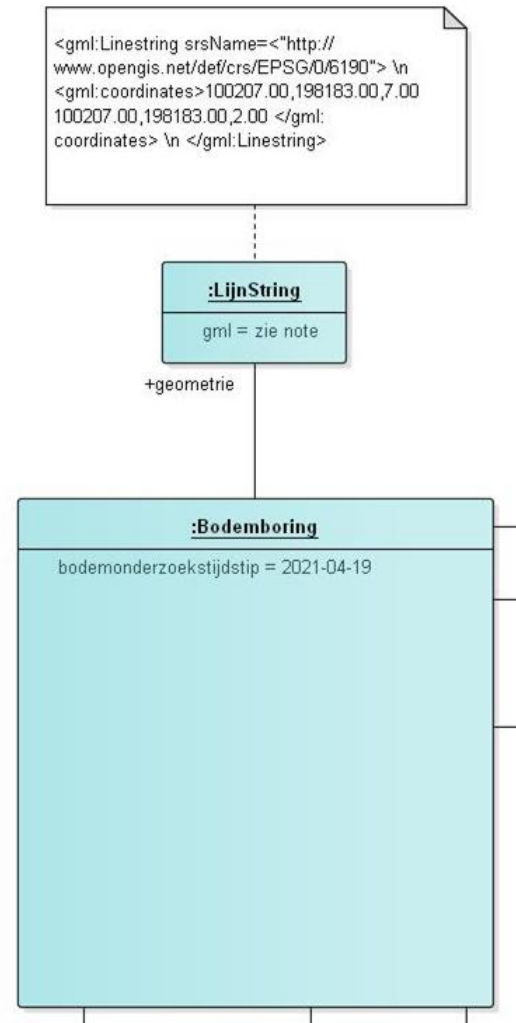 <gml:Linestring srsName=<"http://
www.opengis.net/def/crs/EPSG/0/6190"> \n
<gml:coordinates>100207.00,198183.00,7.00
100207.00,198183.00,2.00 </gml:
coordinates> \n </gml:Linestring>
:LijnString
gml = zie note
+geometrie
:Bodemboring
bodemonderzoekstijdstip = 2021-04-19